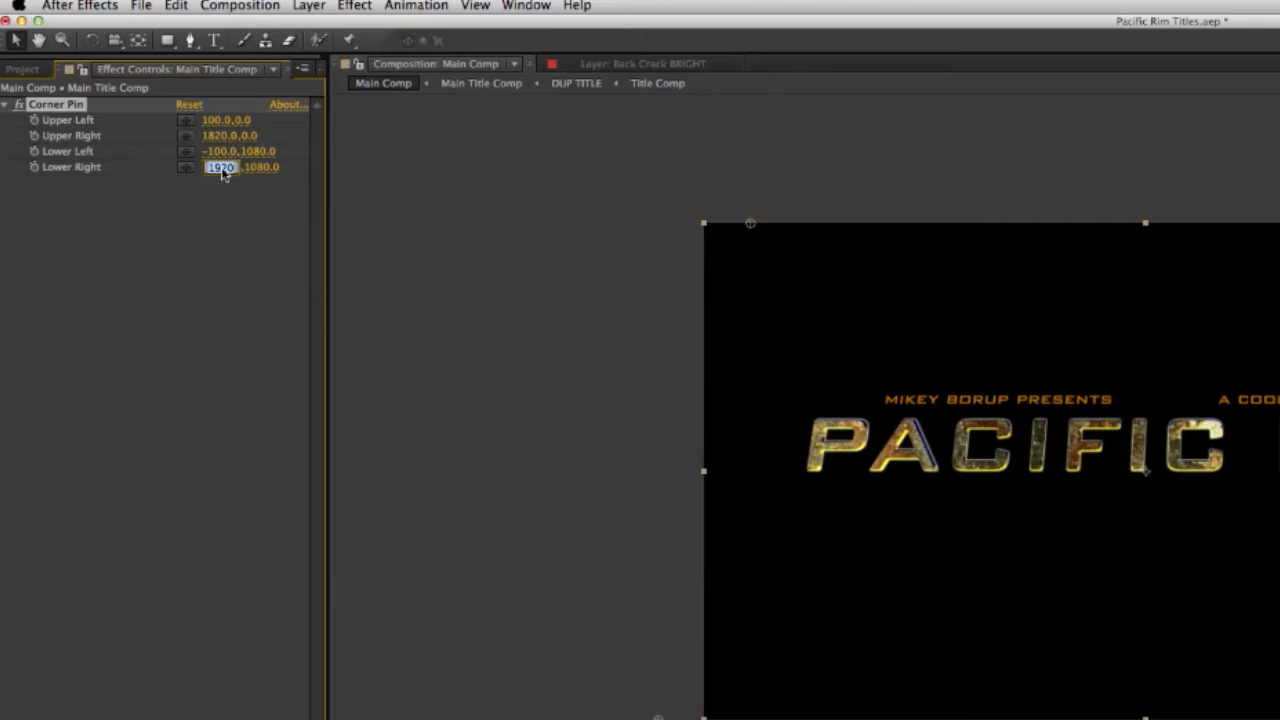 After Effects File Edit Composition Layer Effect Animation View Window Help
Pacific Rim Titles.aep *
Project Effect Controls: Main Title Comp Composition: Main Comp Layer: Back Crack BRIGHT
Main Comp • Main Title Comp
Main Comp Main Title Comp DUP TITLE Title Comp
fx Corner Pin Reset About...
Upper Left 100.0,0.0
Upper Right 1820.0,0.0
Lower Left -100.0,1080.0
Lower Right 1920,1080.0
MIKEY BORUP PRESENTS A COD
PACIFIC